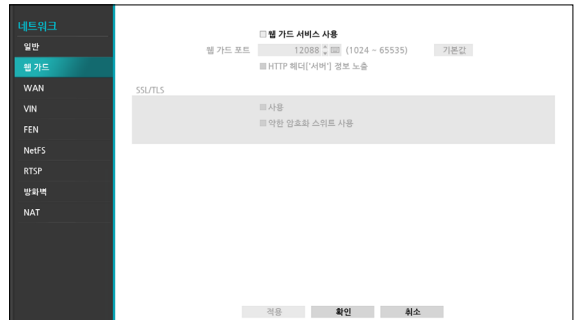 네트워크
일반
웹 가드
WAN
VIN
FEN
NetFS
RTSP
방화벽
NAT
웹 가드 서비스 사용
웹 가드 포트 12088 (1024 ~ 65535) 기본값
HTTP 헤더['서버'] 정보 노출
SSL/TLS
사용
약한 암호화 스위트 사용
적용 확인 취소